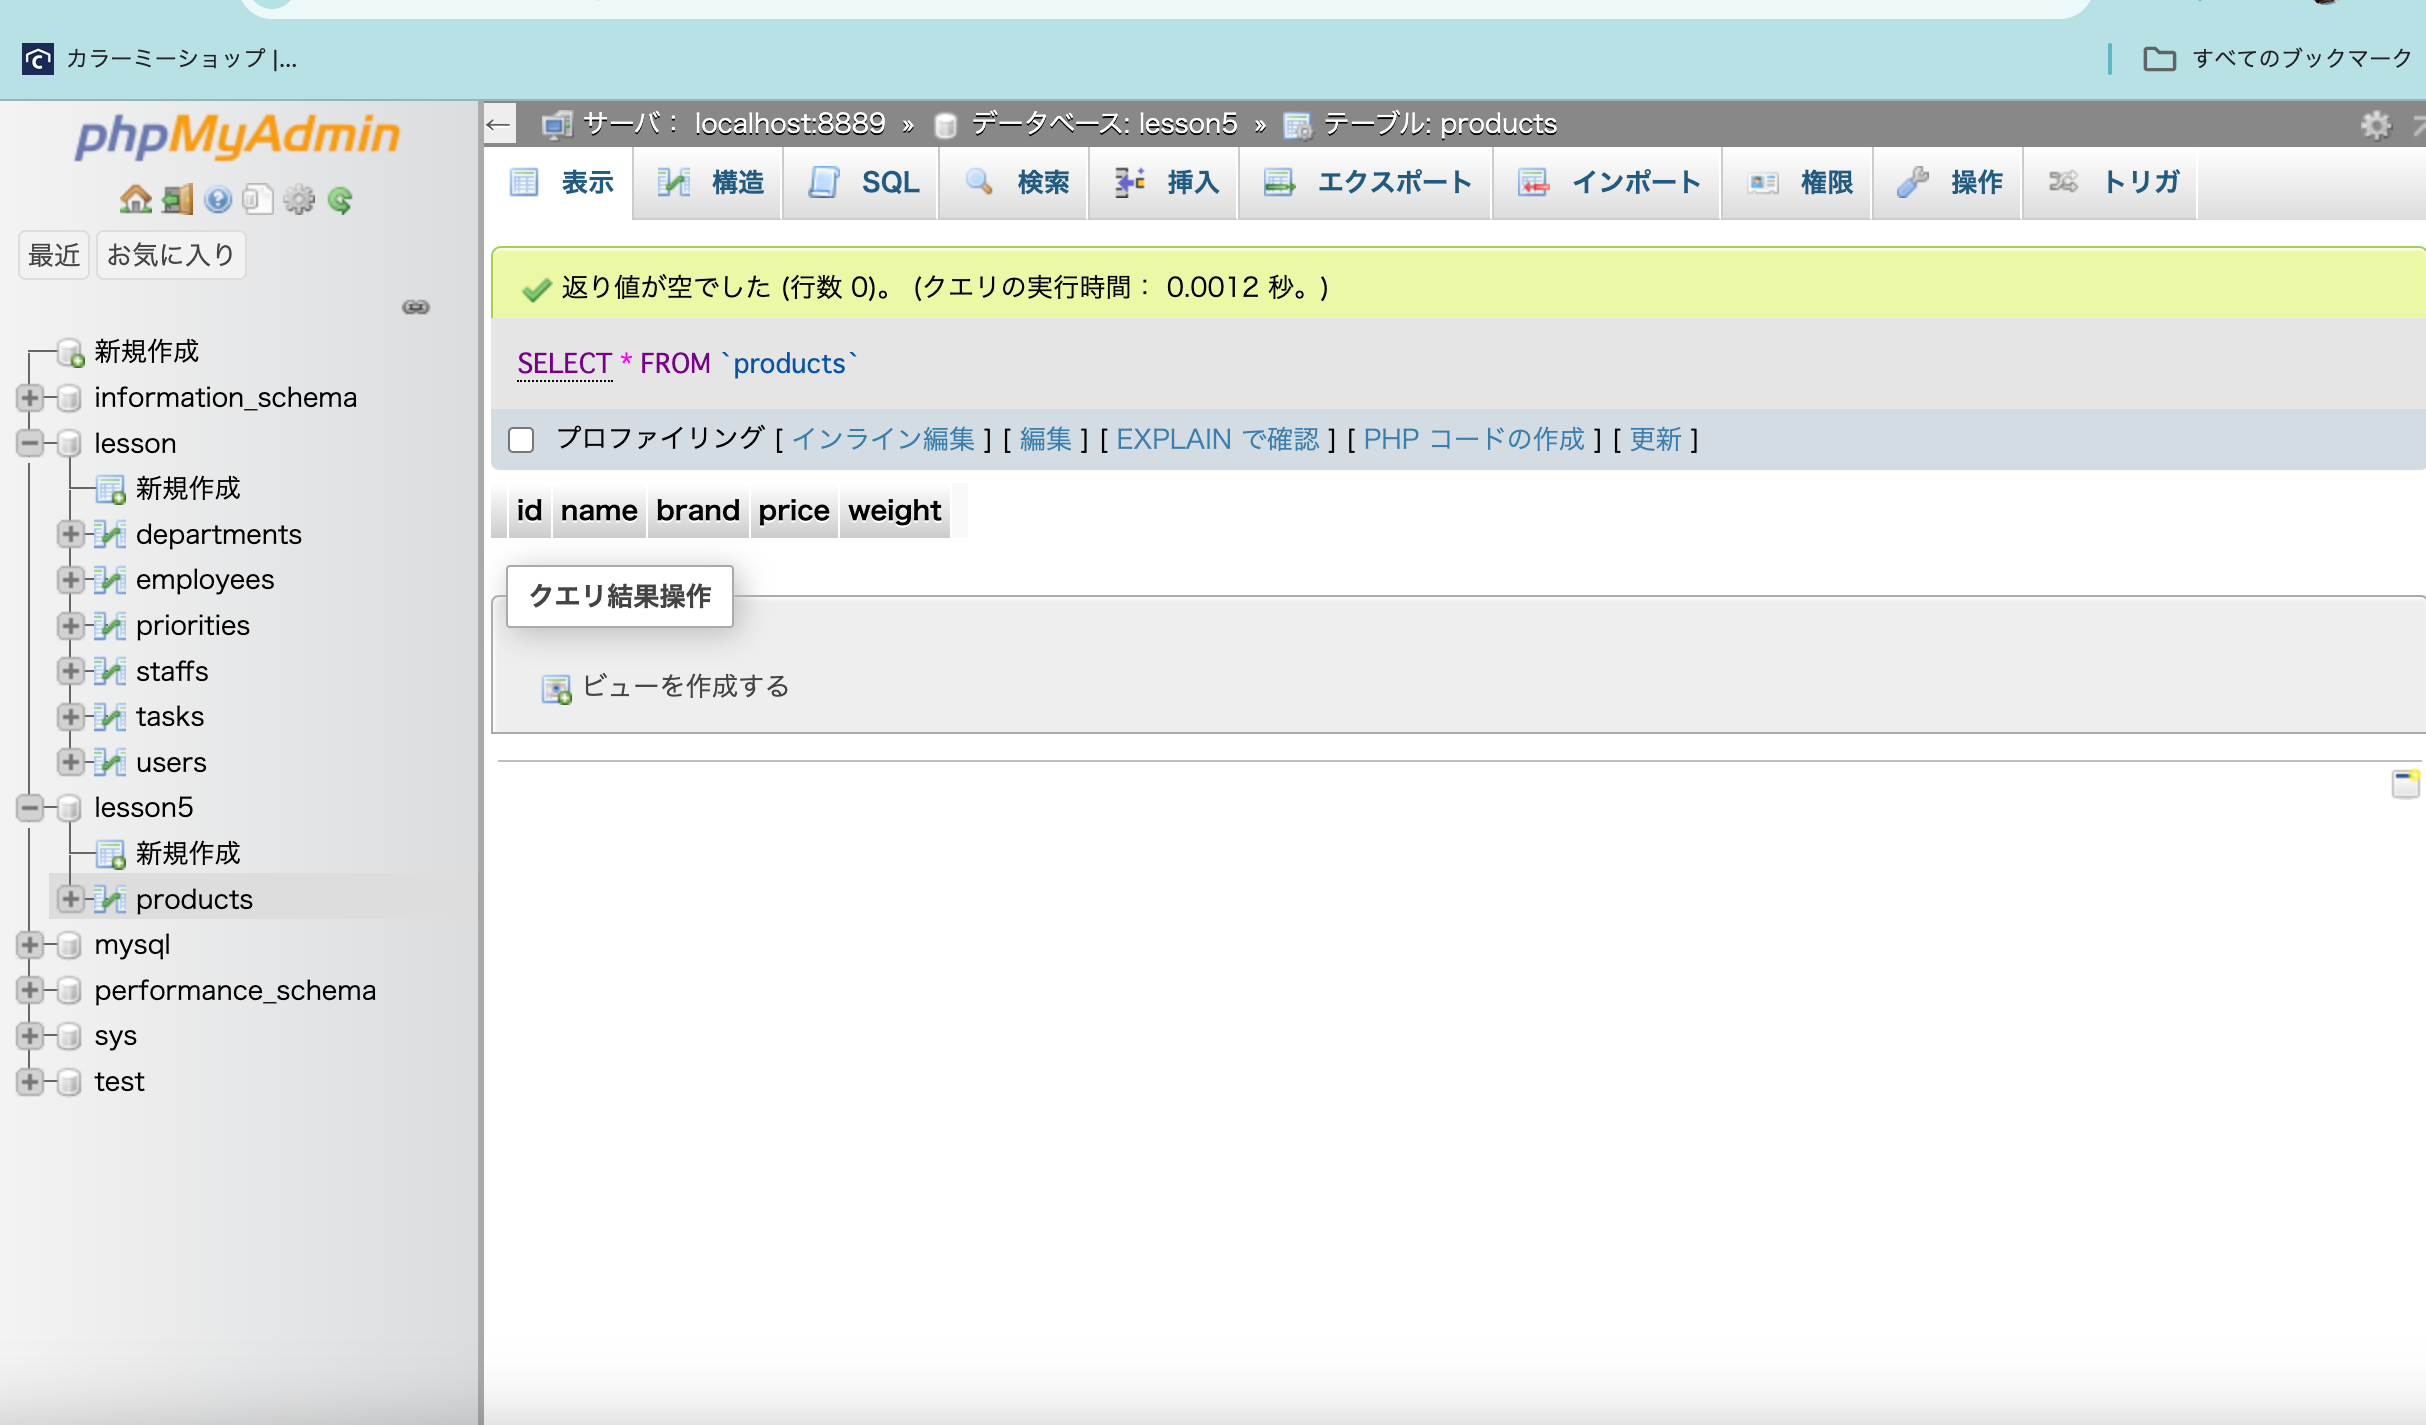 カラーミーショップ |...
すべてのブックマーク
phpMyAdmin
最近 お気に入り
新規作成
information_schema
lesson
新規作成
departments
employees
priorities
staffs
tasks
users
lesson5
新規作成
products
mysql
performance_schema
sys
test
← サーバ： localhost:8889 » データベース: lesson5 » テーブル: products
表示 構造 SQL 検索 挿入 エクスポート インポート 権限 操作 トリガ
返り値が空でした (行数 0)。 (クエリの実行時間： 0.0012 秒。)
SELECT * FROM `products`
プロファイリング [ インライン編集 ] [ 編集 ] [ EXPLAIN で確認 ] [ PHP コードの作成 ] [ 更新 ]
id name brand price weight
クエリ結果操作
ビューを作成する